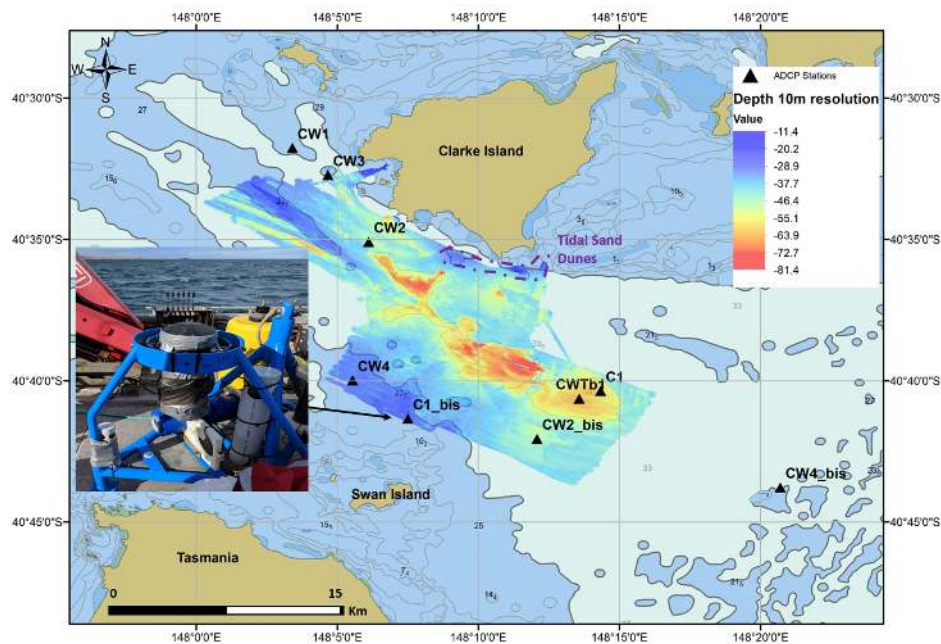 148°0'0"E 148°5'0"E 148°10'0"E 148°15'0"E 148°20'0"E
N
W E
S
40°30'0"S
40°35'0"S
40°40'0"S
40°45'0"S
40°30'0"S
40°35'0"S
40°40'0"S
40°45'0"S
ADCP Stations
Depth 10m resolution
Value
-11.4
-20.2
-28.9
-37.7
-46.4
-55.1
-63.9
-72.7
-81.4
27
29
CW1
CW3
Clarke Island
CW2
Tidal Sand
Dunes
33
CW4
C1_bis
C1
CWTb1
CW2_bis
33
CW4_bis
Swan Island
25
Tasmania
0 15
Km
148°0'0"E 148°5'0"E 148°10'0"E 148°15'0"E 148°20'0"E